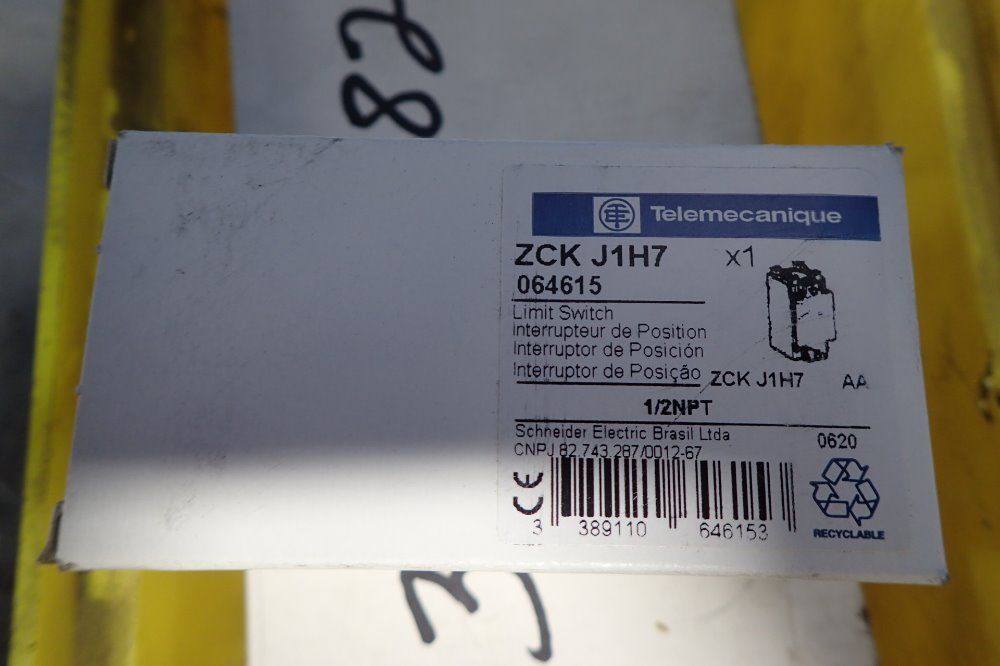 82
Telemecanique
ZCK J1H7 x1
064615
Limit Switch
Interrupteur de Position
Interruptor de Posición
Interruptor de Posição
ZCK J1H7 AA
1/2NPT
Schneider Electric Brasil Ltda
0620
CNPJ 82.743.287/0012-67
CE
3 389110 646153
RECYCLABLE